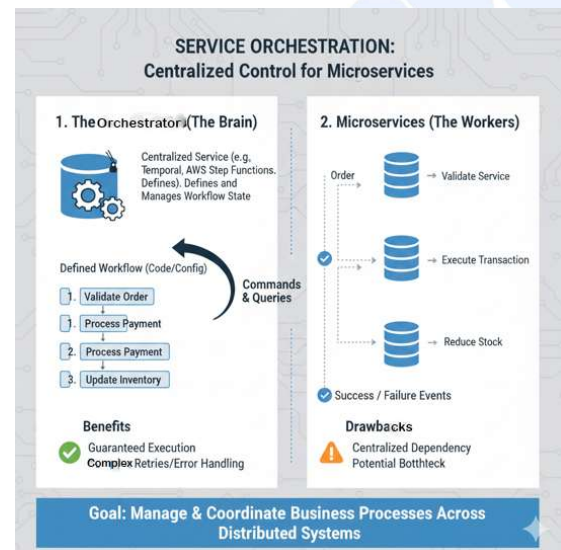 SERVICE ORCHESTRATION:
Centralized Control for Microservices
1. The Orchestrator (The Brain)
Centralized Service (e.g,
Temporal, AWS Step Functions.
Defines). Defines and
Manages Workflow State
Defined Workflow (Code/Config)
1. Validate Order
1. Process Payment
2. Process Payment
3. Update Inventory
Commands
& Queries
Benefits
Guaranteed Execution
Complex Retries/Error Handling
2. Microservices (The Workers)
Order
Validate Service
Execute Transaction
Reduce Stock
Success / Failure Events
Drawbacks
Centralized Dependency
Potential Botthteck
Goal: Manage & Coordinate Business Processes Across
Distributed Systems